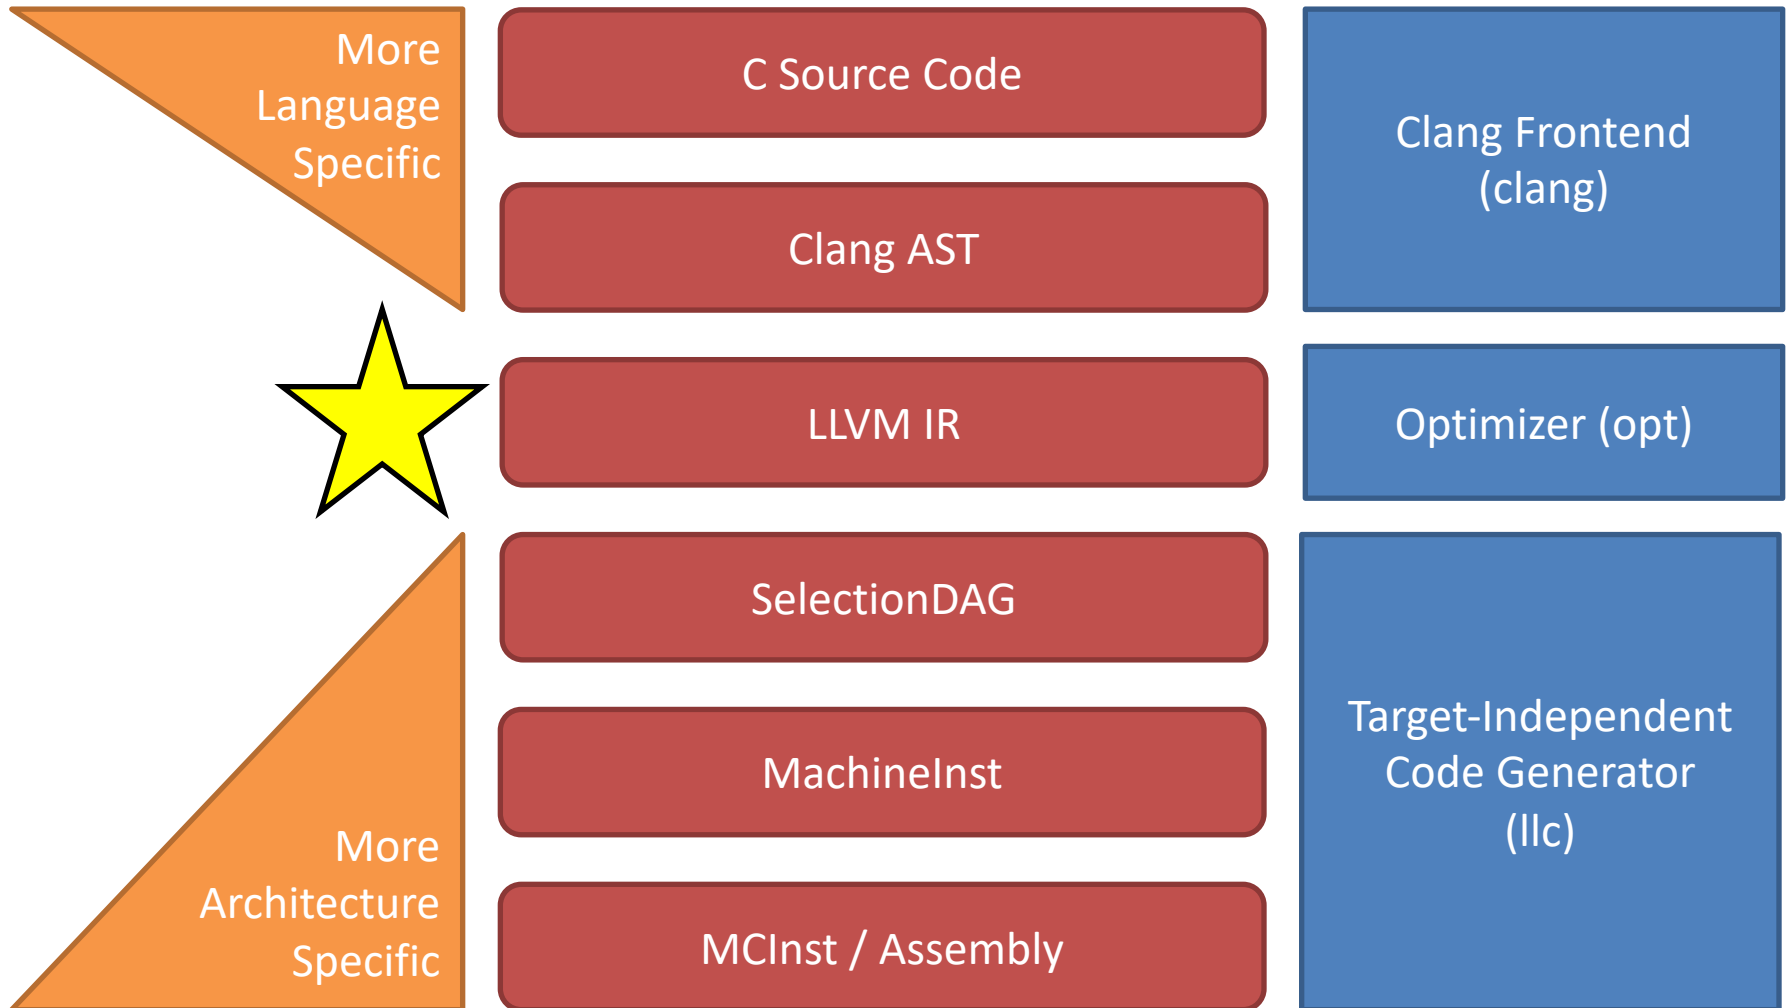 More
Language
Specific
C Source Code
Clang Frontend
(clang)
Clang AST
LLVM IR
Optimizer (opt)
SelectionDAG
MachineInst
Target-Independent
Code Generator
(llc)
More
Architecture
Specific
MCInst / Assembly